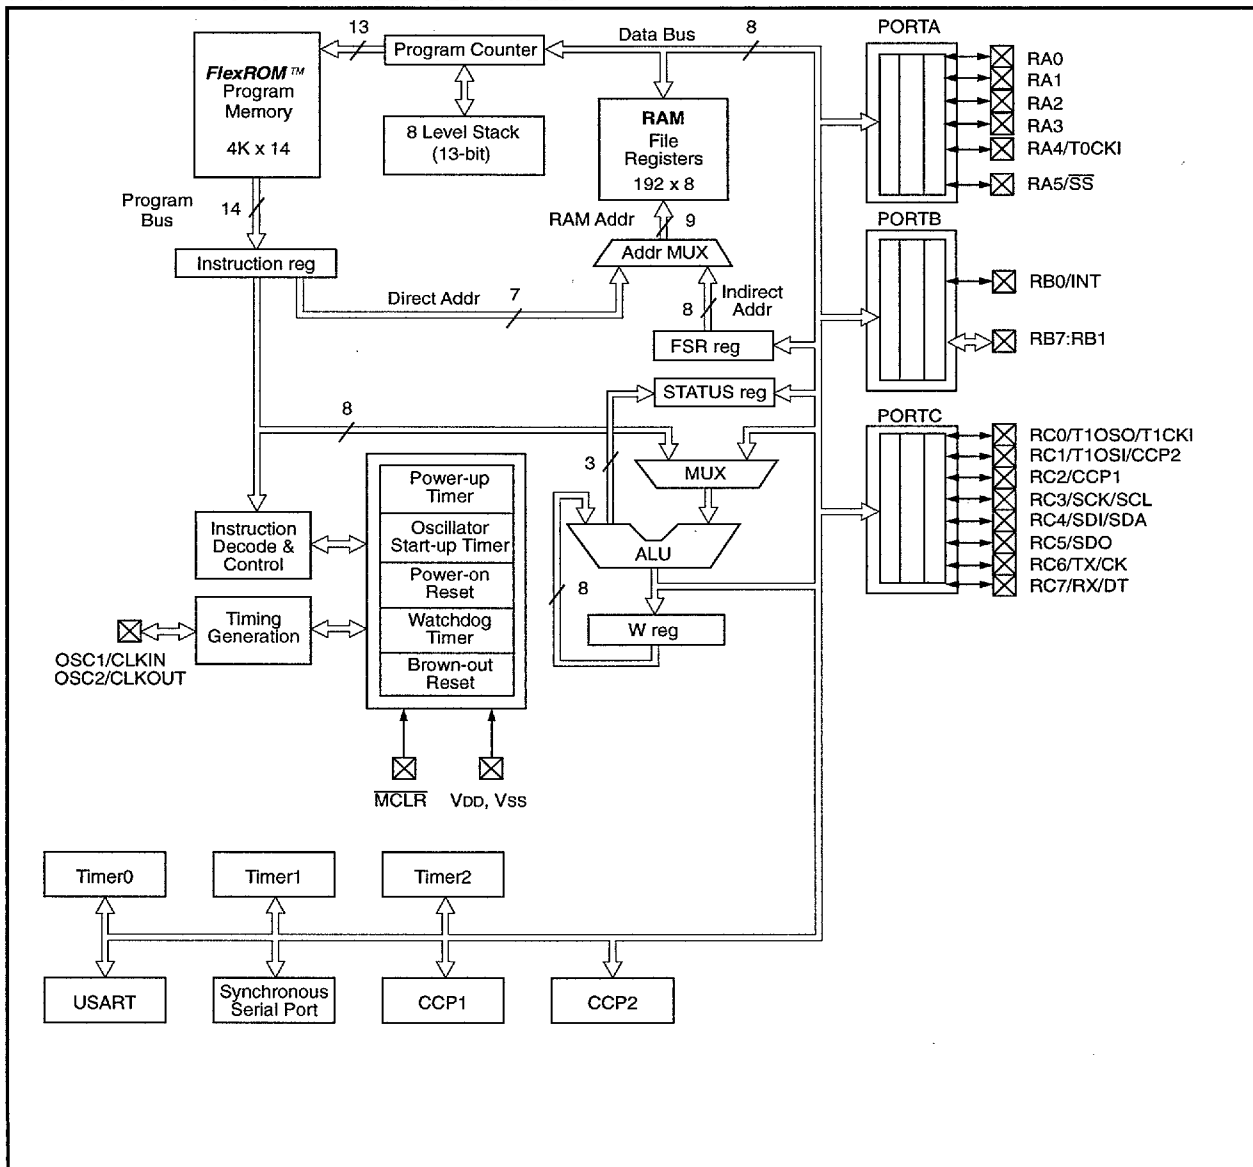 13
Data Bus
8
PORTA
FlexROM™
Program
Memory
4K x 14
Program Counter
8 Level Stack
(13-bit)
RAM
File
Registers
192 x 8
RA0
RA1
RA2
RA3
RA4/T0CKI
RA5/SS
Program
Bus
14
RAM Addr
9
PORTB
Instruction reg
Addr MUX
Direct Addr
7
8
Indirect
Addr
RB0/INT
FSR reg
RB7:RB1
STATUS reg
8
3
MUX
PORTC
RC0/T1OSO/T1CKI
RC1/T1OSI/CCP2
RC2/CCP1
RC3/SCK/SCL
RC4/SDI/SDA
RC5/SDO
RC6/TX/CK
RC7/RX/DT
Power-up
Timer
Oscillator
Start-up Timer
Power-on
Reset
Watchdog
Timer
Brown-out
Reset
Instruction
Decode &
Control
ALU
8
W reg
Timing
Generation
OSC1/CLKIN
OSC2/CLKOUT
MCLR
VDD, VSS
Timer0
Timer1
Timer2
USART
Synchronous
Serial Port
CCP1
CCP2